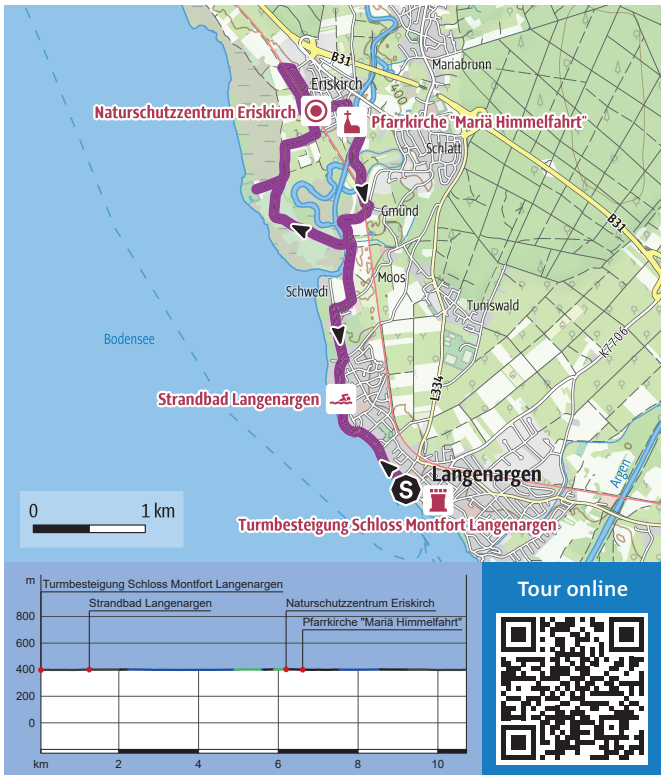 B31
Mariabrunn
Eriskirch
400
Naturschutzzentrum Eriskirch
Pfarrkirche "Mariä Himmelfahrt"
Schlatt
Gmünd
B31
Moos
Schwedi
Tuniswald
Bodensee
K7706
L334
Strandbad Langenargen
Argen
Langenargen
S
0 1 km
Turmbesteigung Schloss Montfort Langenargen
m
Turmbesteigung Schloss Montfort Langenargen
Strandbad Langenargen
Naturschutzzentrum Eriskirch
Pfarrkirche "Mariä Himmelfahrt"
800
600
400
200
0
km 2 4 6 8 10
Tour online